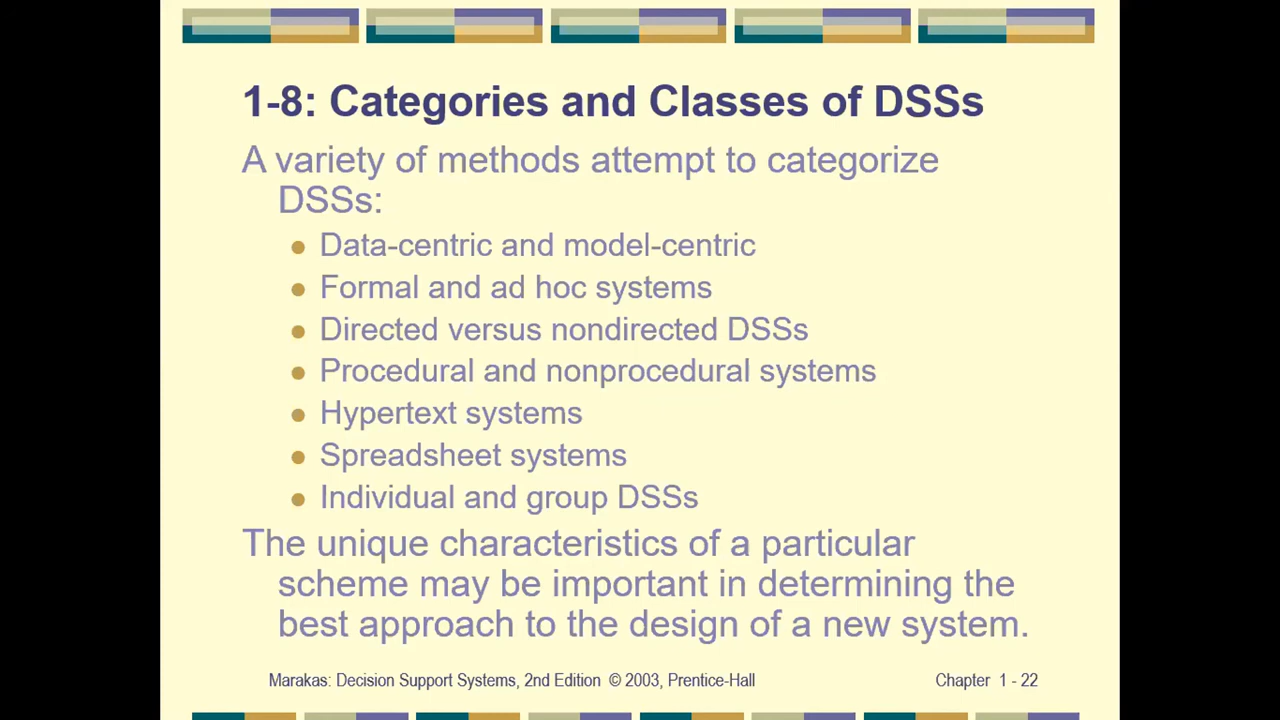 1-8: Categories and Classes of DSSs
A variety of methods attempt to categorize
DSSs:
Data-centric and model-centric
Formal and ad hoc systems
Directed versus nondirected DSSs
Procedural and nonprocedural systems
Hypertext systems
Spreadsheet systems
Individual and group DSSs
The unique characteristics of a particular
scheme may be important in determining the
best approach to the design of a new system.
Marakas: Decision Support Systems, 2nd Edition © 2003, Prentice-Hall
Chapter 1 - 22